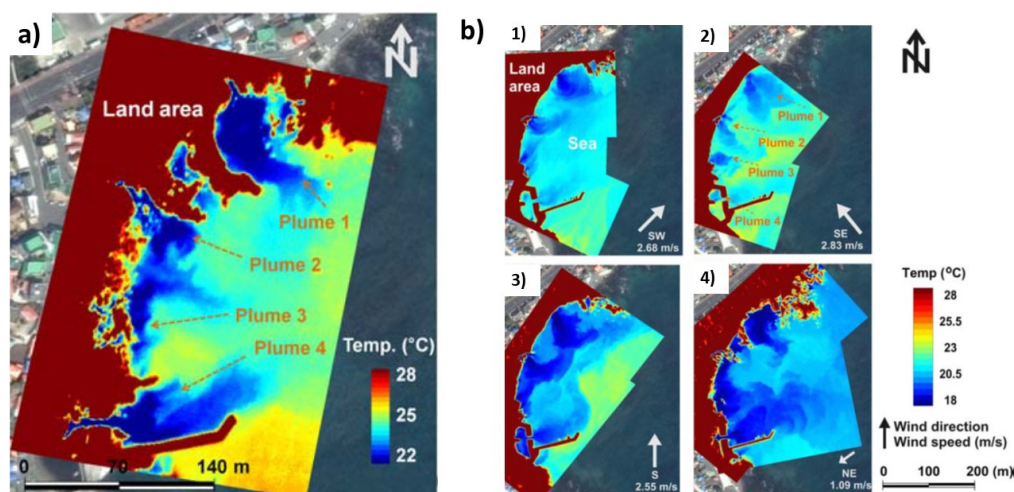 a)
N
Land area
Plume 1
Plume 2
Plume 3
Plume 4
Temp. (°C)
28
25
22
0 70 140 m
b)
1)
Land
area
Sea
SW
2.68 m/s
2)
Plume 1
Plume 2
Plume 3
Plume 4
SE
2.83 m/s
3)
S
2.55 m/s
4)
NE
1.09 m/s
N
Temp (°C)
28
23
22.5
20.5
18
Wind direction
Wind speed (m/s)
0 100 200 (m)